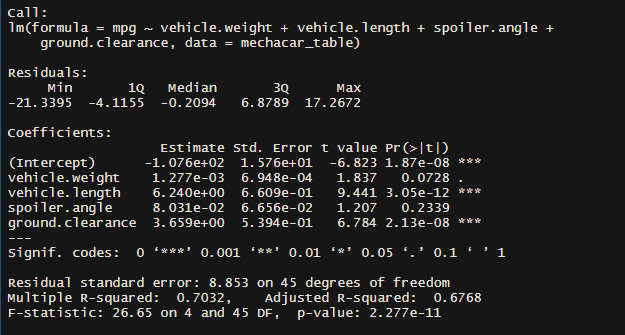 Call:
lm(formula = mpg ~ vehicle.weight + vehicle.length + spoiler.angle +
    ground.clearance, data = mechacar_table)

Residuals:
     Min       1Q   Median       3Q      Max
-21.3395  -4.1155  -0.2094   6.8789  17.2672

Coefficients:
                   Estimate Std. Error t value Pr(>|t|)
(Intercept)      -1.076e+02  1.576e+01  -6.823 1.87e-08 ***
vehicle.weight    1.277e-03  6.948e-04   1.837   0.0728 .
vehicle.length    6.240e+00  6.609e-01   9.441 3.05e-12 ***
spoiler.angle     8.031e-02  6.656e-02   1.207   0.2339
ground.clearance  3.659e+00  5.394e-01   6.784 2.13e-08 ***
---
Signif. codes:  0 ‘***’ 0.001 ‘**’ 0.01 ‘*’ 0.05 ‘.’ 0.1 ‘ ’ 1

Residual standard error: 8.853 on 45 degrees of freedom
Multiple R-squared:  0.7032,    Adjusted R-squared:  0.6768
F-statistic: 26.65 on 4 and 45 DF,  p-value: 2.277e-11